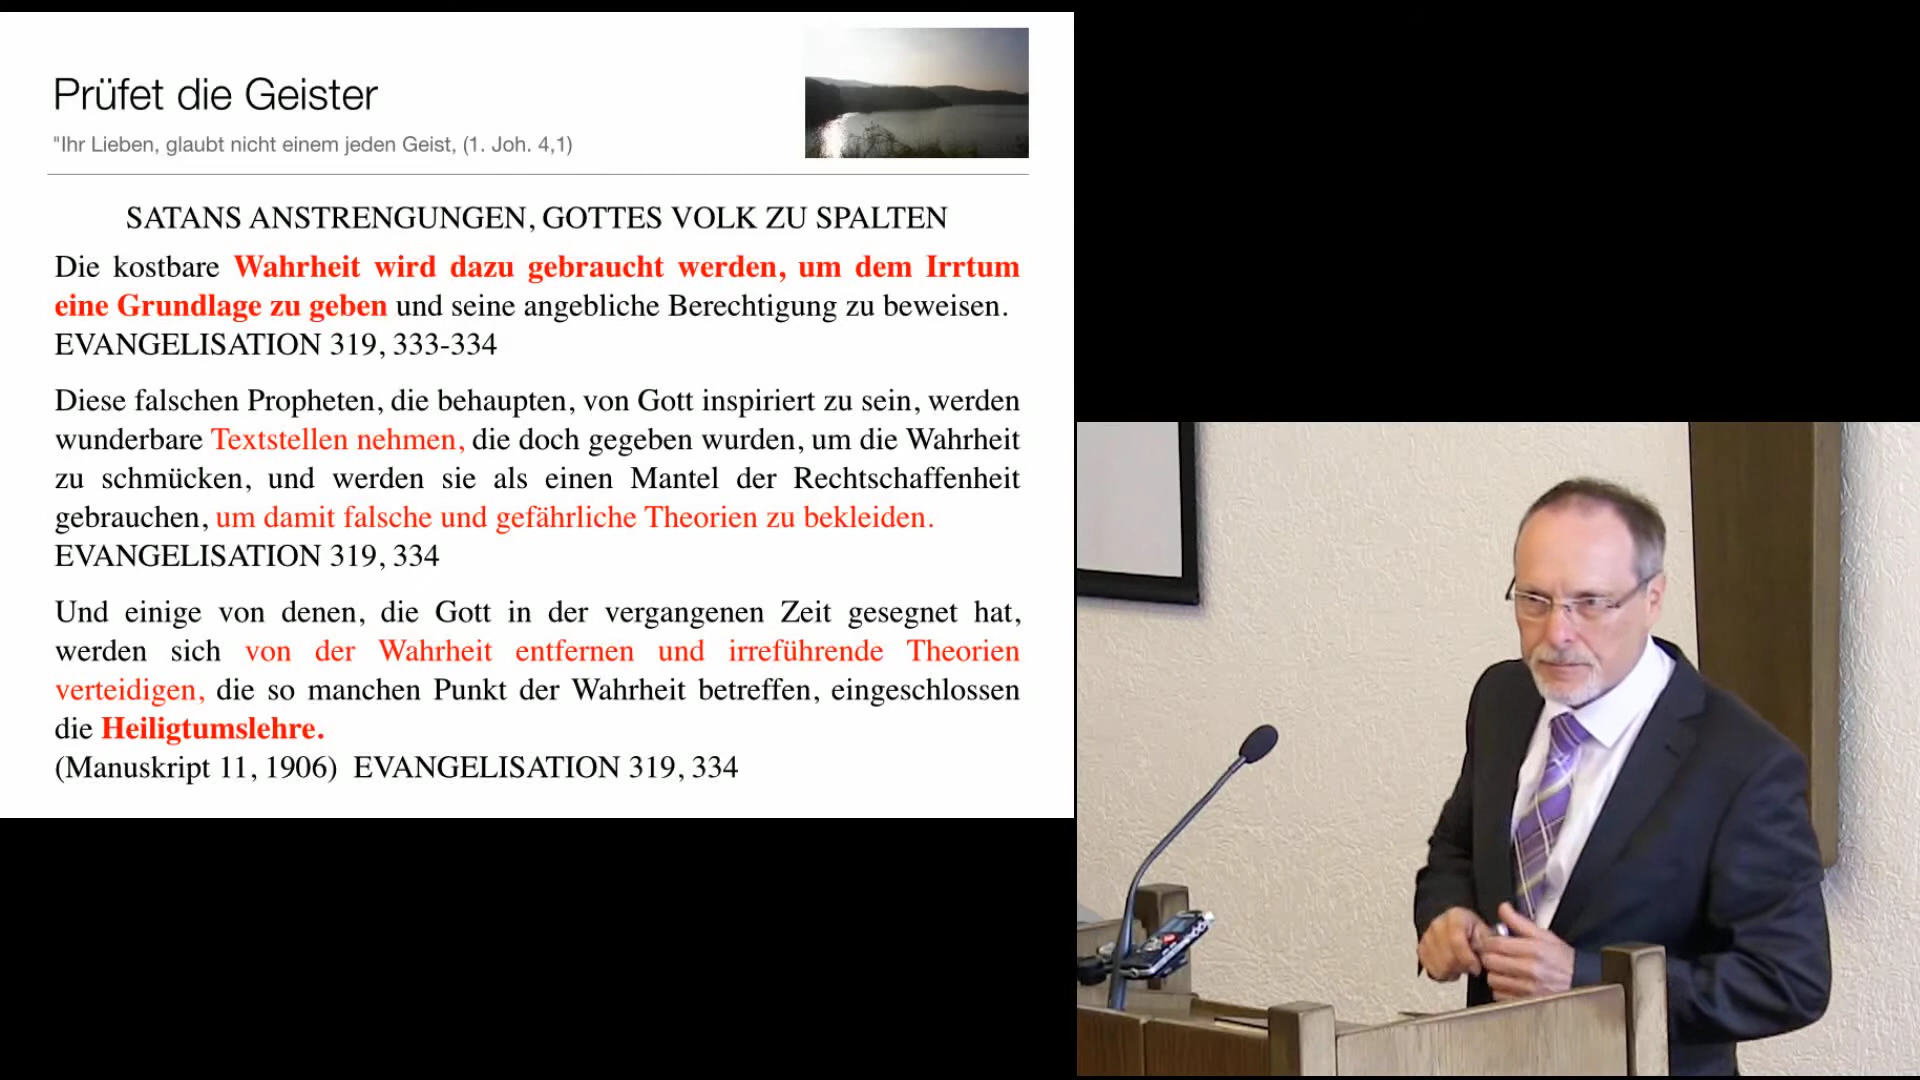 Prüfet die Geister
"Ihr Lieben, glaubt nicht einem jeden Geist, (1. Joh. 4,1)
SATANS ANSTRENGUNGEN, GOTTES VOLK ZU SPALTEN
Die kostbare Wahrheit wird dazu gebraucht werden, um dem Irrtum
eine Grundlage zu geben und seine angebliche Berechtigung zu beweisen.
EVANGELISATION 319, 333-334
Diese falschen Propheten, die behaupten, von Gott inspiriert zu sein, werden
wunderbare Textstellen nehmen, die doch gegeben wurden, um die Wahrheit
zu schmücken, und werden sie als einen Mantel der Rechtschaffenheit
gebrauchen, um damit falsche und gefährliche Theorien zu bekleiden.
EVANGELISATION 319, 334
Und einige von denen, die Gott in der vergangenen Zeit gesegnet hat,
werden sich von der Wahrheit entfernen und irreführende Theorien
verteidigen, die so manchen Punkt der Wahrheit betreffen, eingeschlossen
die Heiligtumslehre.
(Manuskript 11, 1906) EVANGELISATION 319, 334